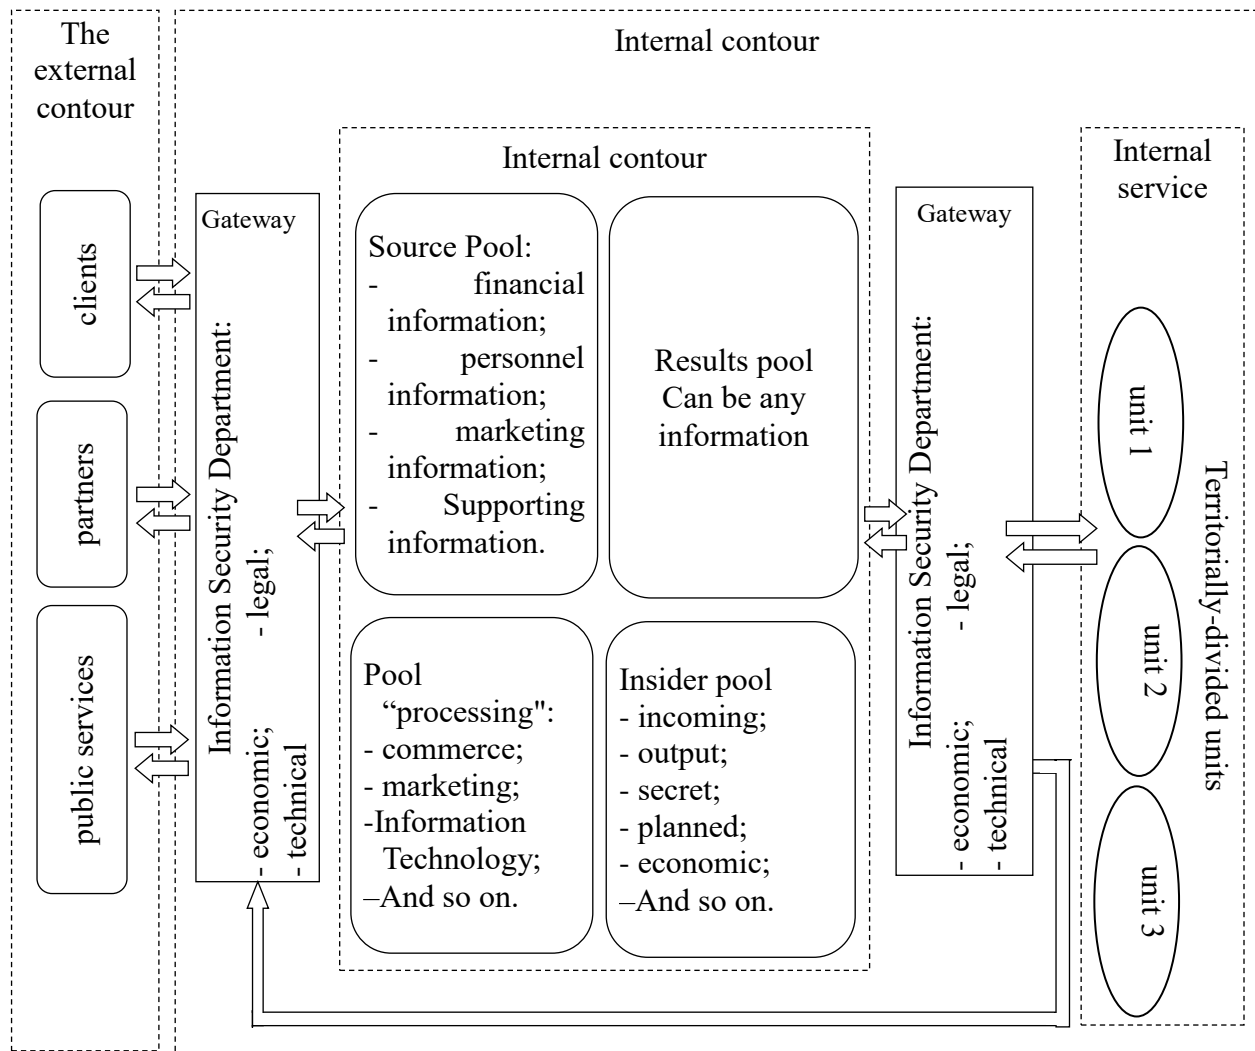 The
external
contour
clients
partners
public services
Internal contour
Gateway
Information Security Department:
- economic; - legal;
- technical
Internal contour
Source Pool:
- financial
information;
- personnel
information;
- marketing
information;
- Supporting
information.
Results pool
Can be any
information
Pool
“processing":
- commerce;
- marketing;
-Information
Technology;
–And so on.
Insider pool
- incoming;
- output;
- secret;
- planned;
- economic;
–And so on.
Gateway
Information Security Department:
- economic; - legal;
- technical
Internal
service
unit 1
unit 2
unit 3
Territorially-divided units